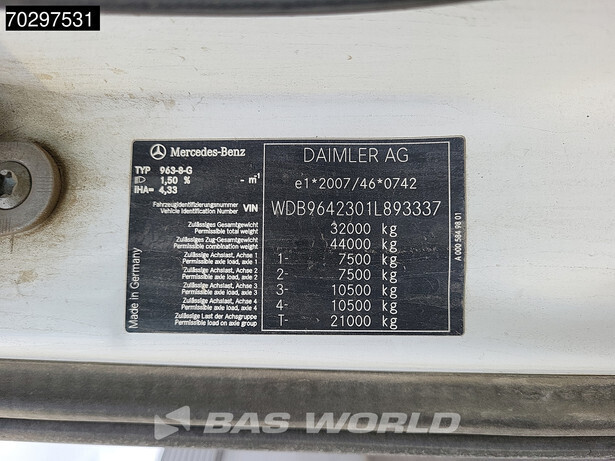 70297531
Mercedes-Benz
TYP 963-8-G
1,50 % - m⁻¹
IHA= 4,33
Fahrzeugidentifizierungsnummer
Vehicle Identification Number VIN
Zulässiges Gesamtgewicht
Permissible total weight
Zulässiges Zug-Gesamtgewicht
Permissible combination weight
Zulässige Achslast, Achse 1
Permissible axle load, axle 1
Zulässige Achslast, Achse 2
Permissible axle load, axle 2
Zulässige Achslast, Achse 3
Permissible axle load, axle 3
Zulässige Achslast, Achse 4
Permissible axle load, axle 4
Zulässige Last der Achsgruppe
Permissible load on axle group
DAIMLER AG
e1*2007/46*0742
WDB9642301L893337
32000 kg
44000 kg
1- 7500 kg
2- 7500 kg
3- 10500 kg
4- 10500 kg
T- 21000 kg
Made in Germany
A 000 584 98 01
BAS WORLD